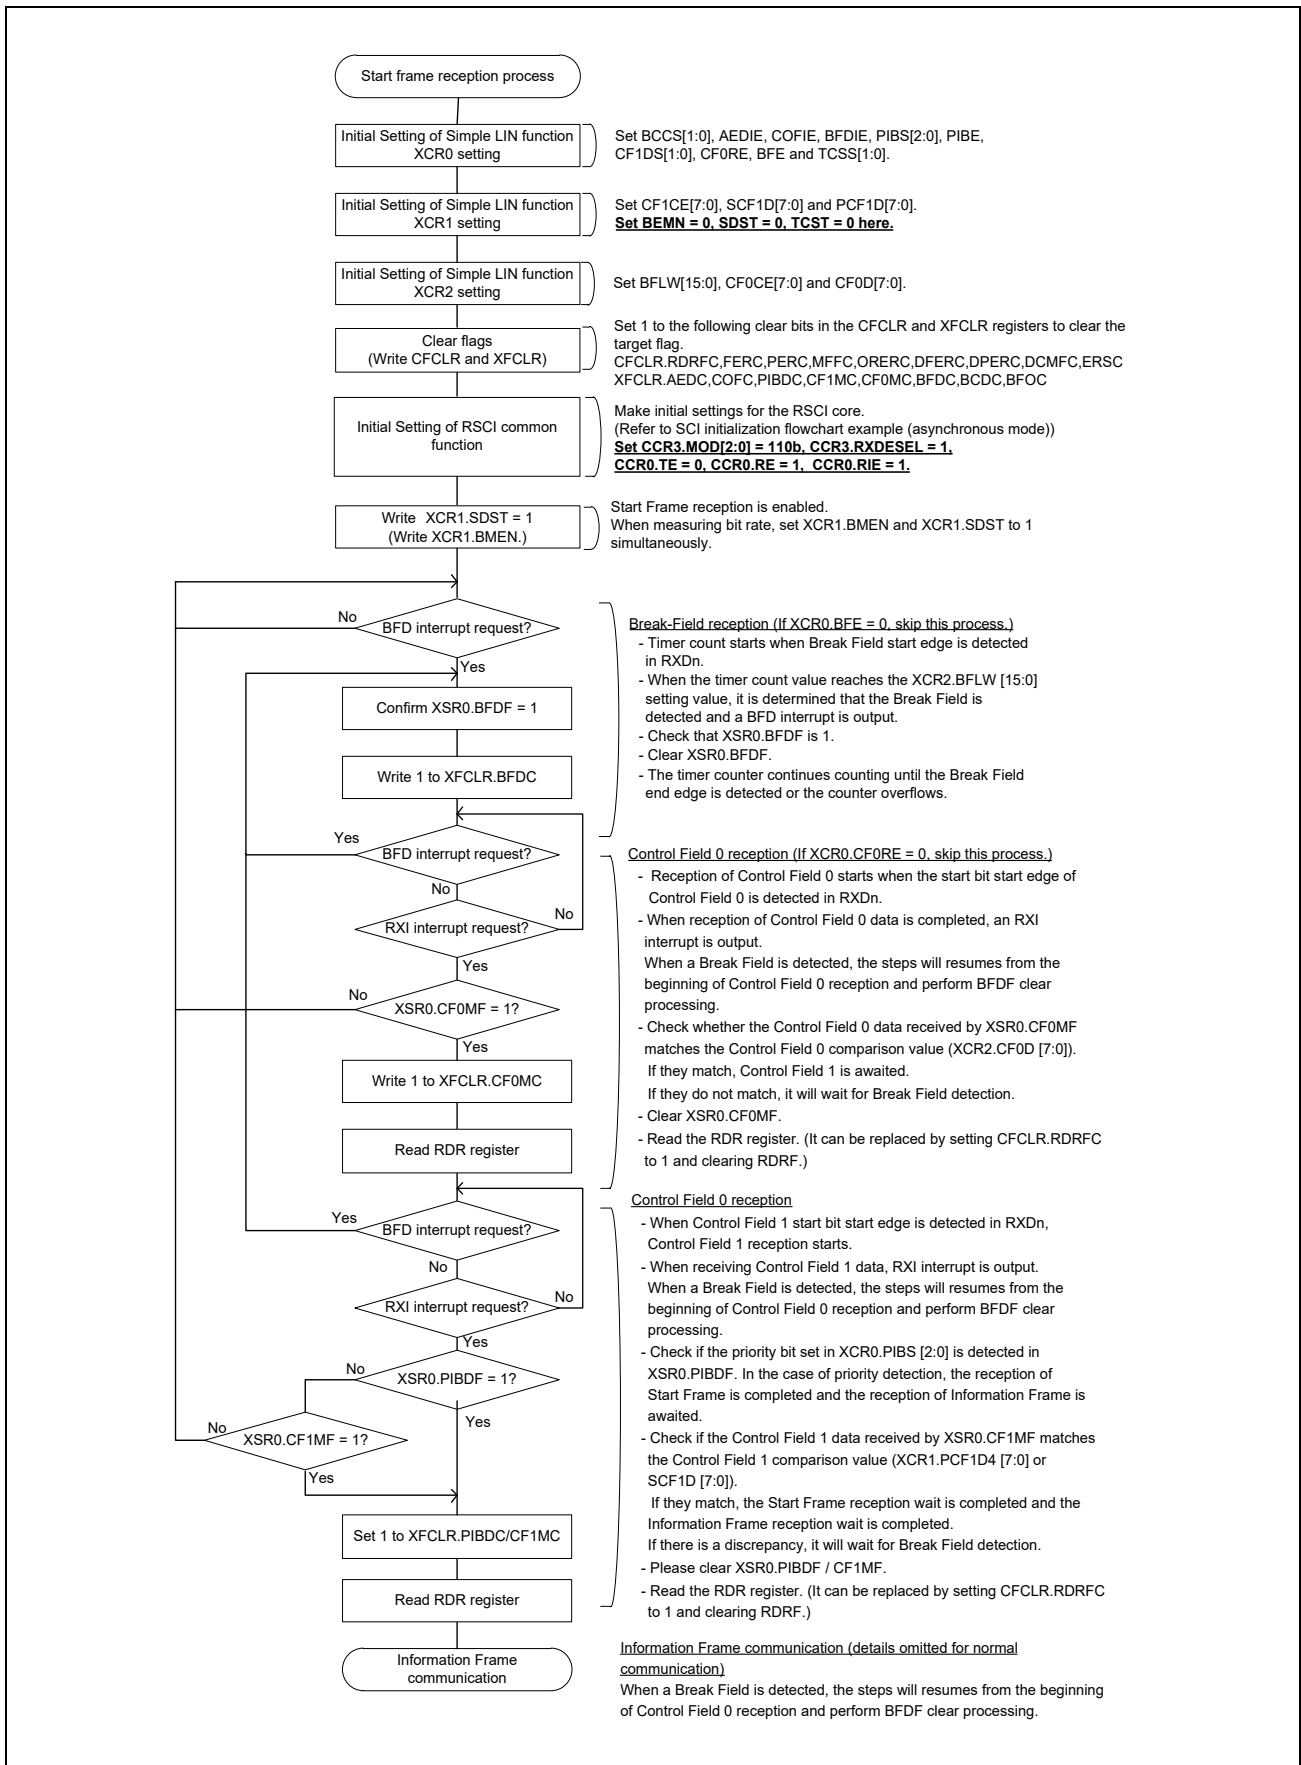 Start frame reception process
Initial Setting of Simple LIN function
XCR0 setting
Set BCCS[1:0], AEDIE, COFIE, BFDIE, PIBS[2:0], PIBE,
CF1DS[1:0], CF0RE, BFE and TCSS[1:0].
Initial Setting of Simple LIN function
XCR1 setting
Set CF1CE[7:0], SCF1D[7:0] and PCF1D[7:0].
Set BEMN = 0, SDST = 0, TCST = 0 here.
Initial Setting of Simple LIN function
XCR2 setting
Set BFLW[15:0], CF0CE[7:0] and CF0D[7:0].
Clear flags
(Write CFCLR and XFCLR)
Set 1 to the following clear bits in the CFCLR and XFCLR registers to clear the
target flag.
CFCLR.RDRFC,FERC,PERC,MFFC,ORERC,DFERC,DPERC,DCMFC,ERSC
XFCLR.AEDC,COFC,PIBDC,CF1MC,CF0MC,BFDC,BCDC,BFOC
Initial Setting of RSCI common
function
Make initial settings for the RSCI core.
(Refer to SCI initialization flowchart example (asynchronous mode))
Set CCR3.MOD[2:0] = 110b, CCR3.RXDESEL = 1,
CCR0.TE = 0, CCR0.RE = 1, CCR0.RIE = 1.
Write XCR1.SDST = 1
(Write XCR1.BMEN.)
Start Frame reception is enabled.
When measuring bit rate, set XCR1.BMEN and XCR1.SDST to 1
simultaneously.
No
BFD interrupt request?
Yes
Confirm XSR0.BFDF = 1
Write 1 to XFCLR.BFDC
Break-Field reception (If XCR0.BFE = 0, skip this process.)
- Timer count starts when Break Field start edge is detected
in RXDn.
- When the timer count value reaches the XCR2.BFLW [15:0]
setting value, it is determined that the Break Field is
detected and a BFD interrupt is output.
- Check that XSR0.BFDF is 1.
- Clear XSR0.BFDF.
- The timer counter continues counting until the Break Field
end edge is detected or the counter overflows.
Yes
BFD interrupt request?
No
RXI interrupt request?
No
Yes
No
XSR0.CF0MF = 1?
Yes
Write 1 to XFCLR.CF0MC
Read RDR register
Control Field 0 reception (If XCR0.CF0RE = 0, skip this process.)
- Reception of Control Field 0 starts when the start bit start edge of
Control Field 0 is detected in RXDn.
- When reception of Control Field 0 data is completed, an RXI
interrupt is output.
When a Break Field is detected, the steps will resumes from the
beginning of Control Field 0 reception and perform BFDF clear
processing.
- Check whether the Control Field 0 data received by XSR0.CF0MF
matches the Control Field 0 comparison value (XCR2.CF0D [7:0]).
If they match, Control Field 1 is awaited.
If they do not match, it will wait for Break Field detection.
- Clear XSR0.CF0MF.
- Read the RDR register. (It can be replaced by setting CFCLR.RDRFC
to 1 and clearing RDRF.)
Yes
BFD interrupt request?
No
RXI interrupt request?
No
Yes
No
XSR0.PIBDF = 1?
Yes
No
XSR0.CF1MF = 1?
Yes
Set 1 to XFCLR.PIBDC/CF1MC
Read RDR register
Control Field 0 reception
- When Control Field 1 start bit start edge is detected in RXDn,
Control Field 1 reception starts.
- When receiving Control Field 1 data, RXI interrupt is output.
When a Break Field is detected, the steps will resumes from the
beginning of Control Field 0 reception and perform BFDF clear
processing.
- Check if the priority bit set in XCR0.PIBS [2:0] is detected in
XSR0.PIBDF. In the case of priority detection, the reception of
Start Frame is completed and the reception of Information Frame is
awaited.
- Check if the Control Field 1 data received by XSR0.CF1MF matches
the Control Field 1 comparison value (XCR1.PCF1D4 [7:0] or
SCF1D [7:0]).
If they match, the Start Frame reception wait is completed and the
Information Frame reception wait is completed.
If there is a discrepancy, it will wait for Break Field detection.
- Please clear XSR0.PIBDF / CF1MF.
- Read the RDR register. (It can be replaced by setting CFCLR.RDRFC
to 1 and clearing RDRF.)
Information Frame
communication
Information Frame communication (details omitted for normal
communication)
When a Break Field is detected, the steps will resumes from the beginning
of Control Field 0 reception and perform BFDF clear processing.